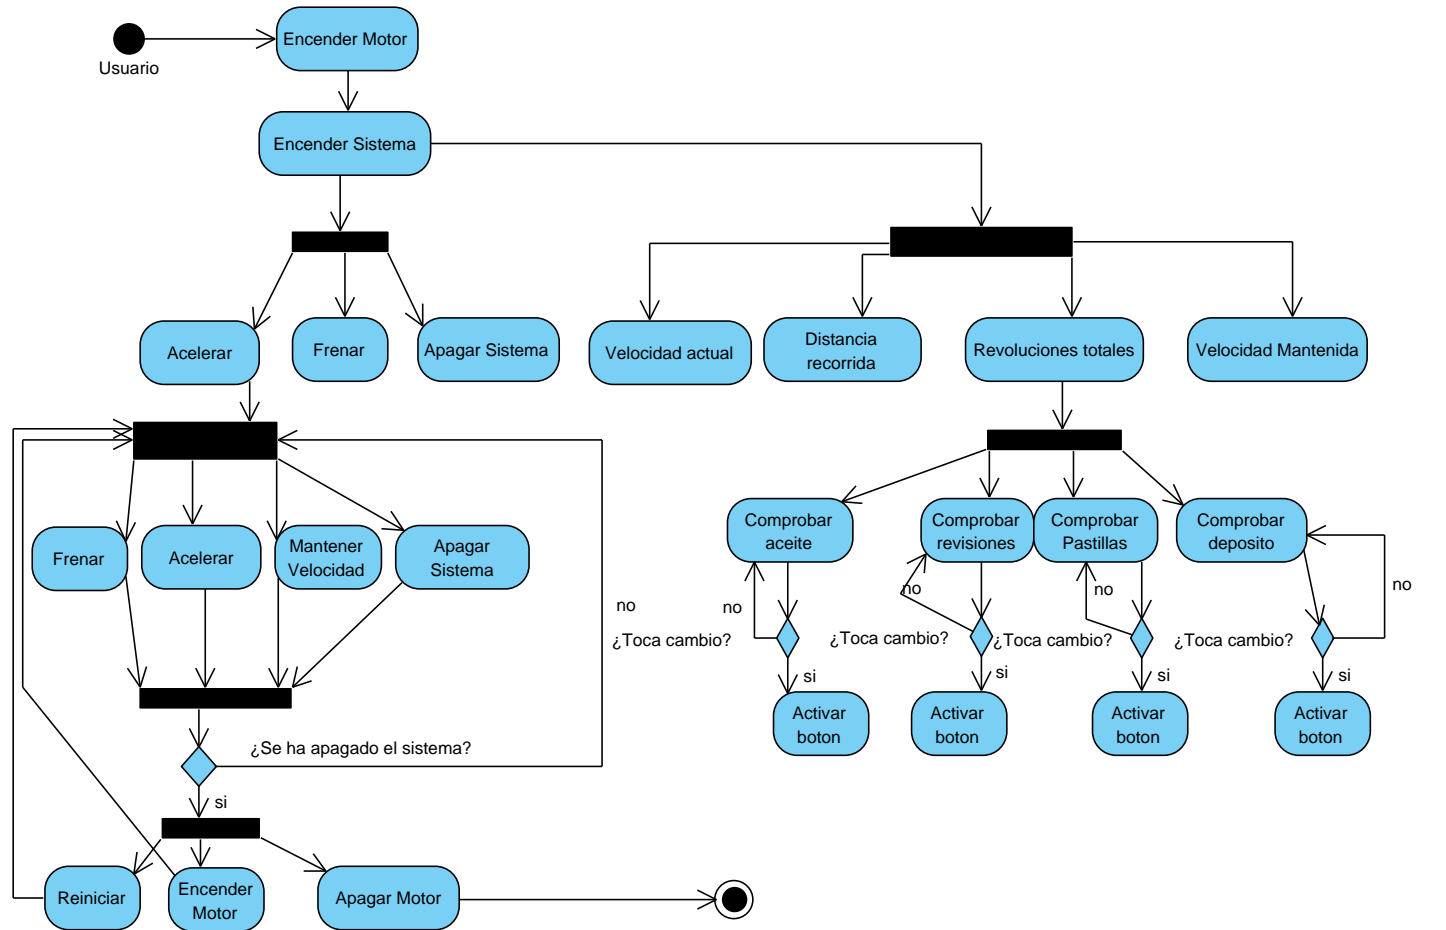 Encender Motor
Usuario
Encender Sistema
Acelerar
Frenar
Apagar Sistema
Velocidad actual
Distancia
recorrida
Revoluciones totales
Velocidad Mantenida
Frenar
Acelerar
Mantener
Velocidad
Apagar
Sistema
Comprobar
aceite
Comprobar
revisiones
Comprobar
Pastillas
Comprobar
deposito
no
no
no
no
no
¿Toca cambio?
¿Toca cambio?
¿Toca cambio?
¿Toca cambio?
si
si
si
si
Activar
boton
Activar
boton
Activar
boton
Activar
boton
¿Se ha apagado el sistema?
si
Reiniciar
Encender
Motor
Apagar Motor